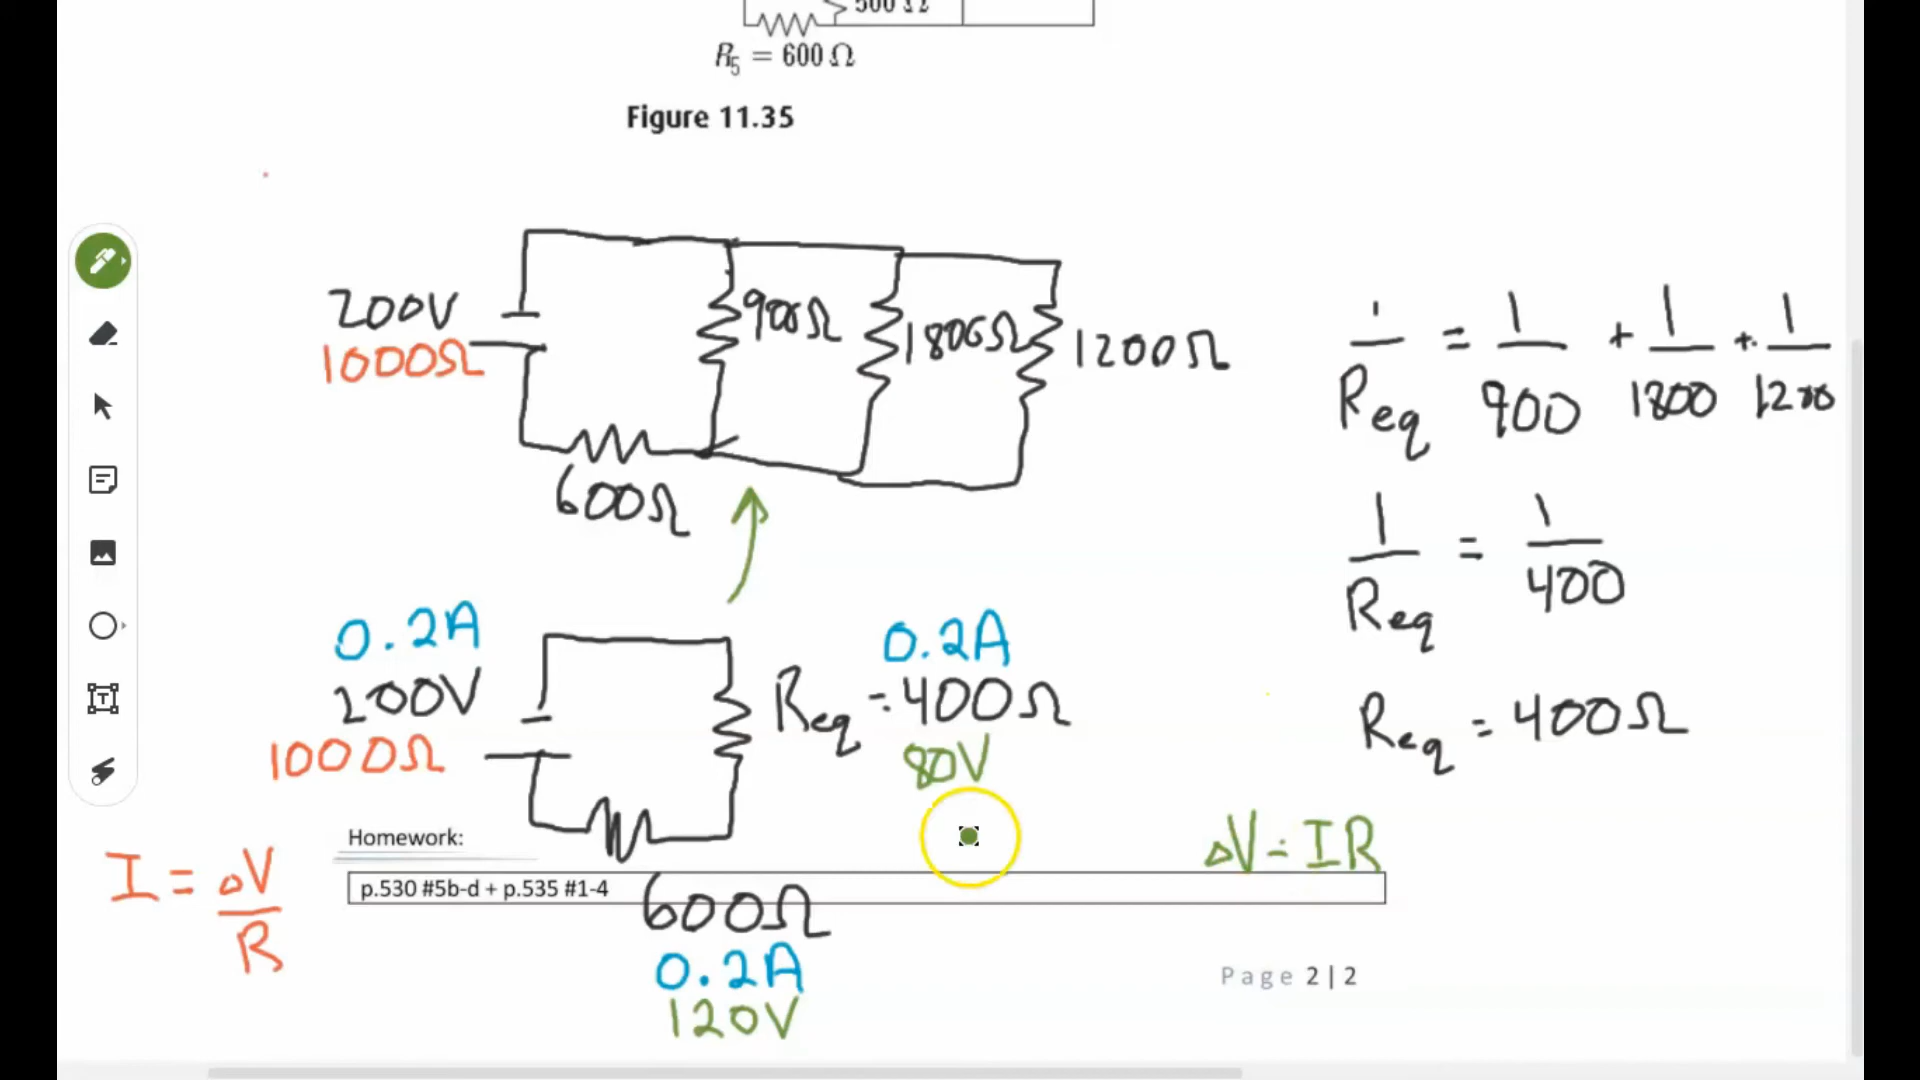 500 Ω
R5 = 600 Ω
Figure 11.35
200V
1000Ω
900Ω
1800Ω
1200Ω
600Ω
1/Req = 1/900 + 1/1800 + 1/1200
1/Req = 1/400
Req = 400Ω
0.2A
200V
1000Ω
0.2A
Req = 400Ω
80V
ΔV = IR
Homework:
p.530 #5b-d + p.535 #1-4
I = ΔV/R
600Ω
0.2A
120V
Page 2 | 2